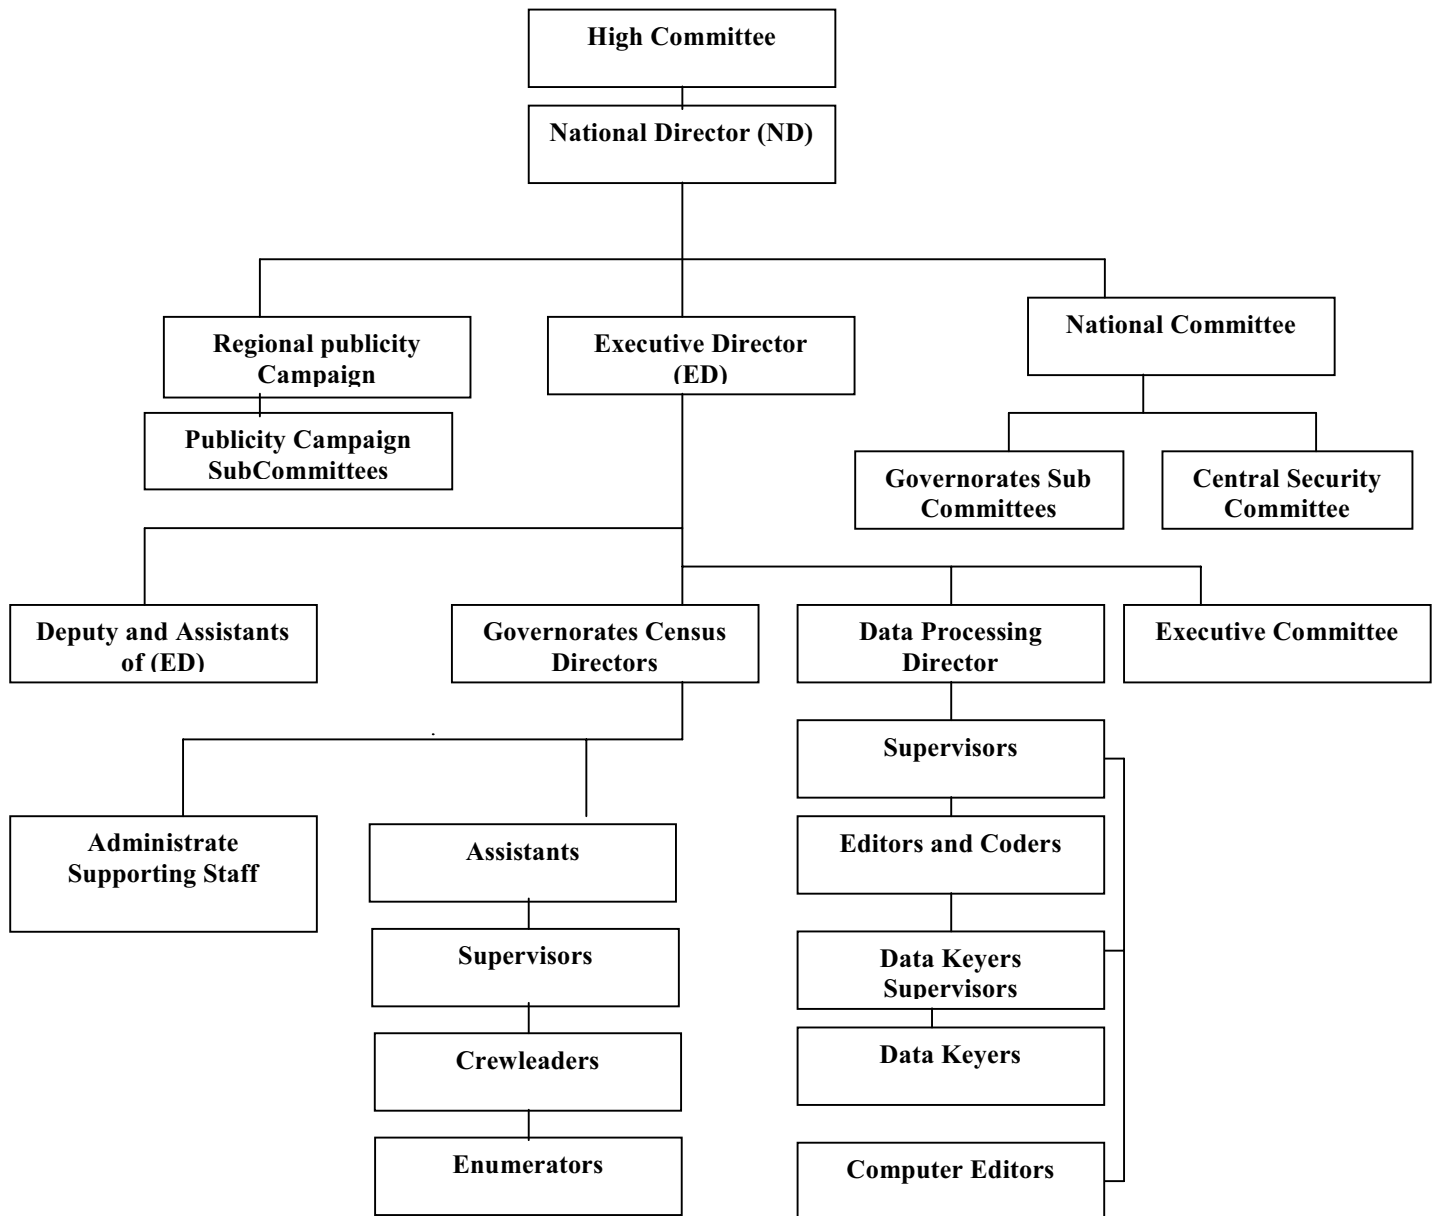 High Committee
National Director (ND)
Regional publicity
Campaign
Executive Director
(ED)
National Committee
Publicity Campaign
SubCommittees
Governorates Sub
Committees
Central Security
Committee
Deputy and Assistants
of (ED)
Governorates Census
Directors
Data Processing
Director
Executive Committee
Administrate
Supporting Staff
Assistants
Supervisors
Crewleaders
Enumerators
Supervisors
Editors and Coders
Data Keyers
Supervisors
Data Keyers
Computer Editors